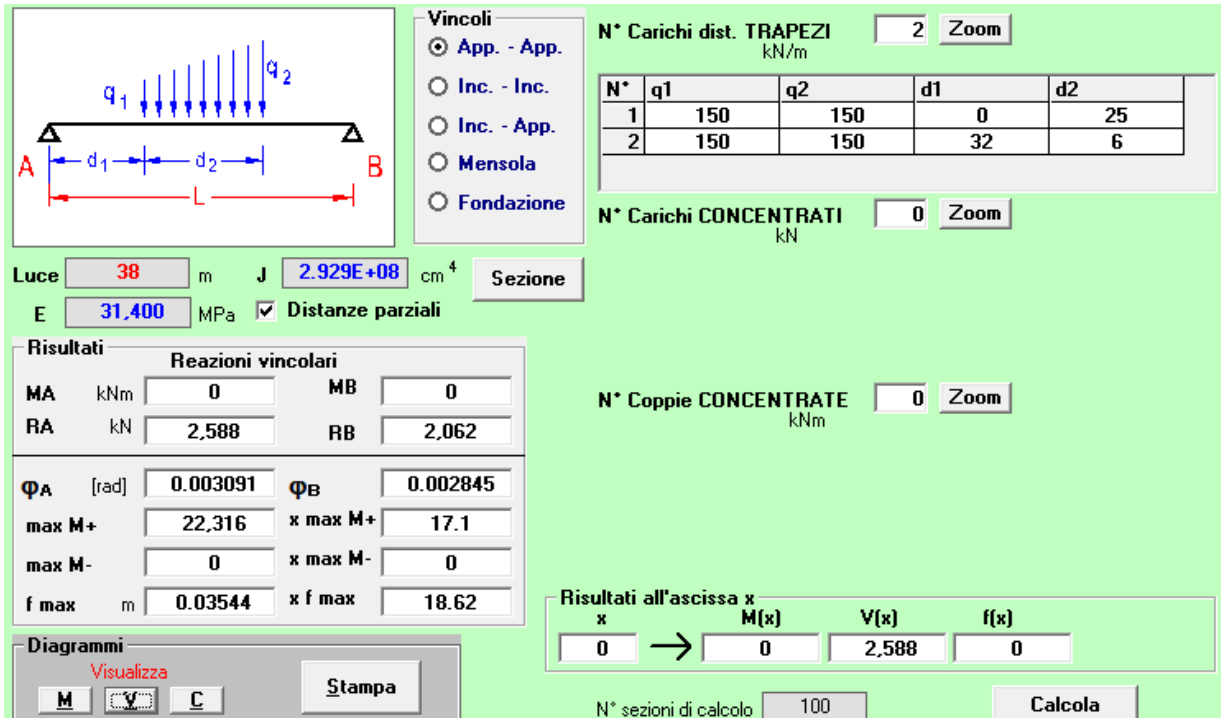 q1
q2
A
B
d1
d2
L
Vincoli
App. - App.
Inc. - Inc.
Inc. - App.
Mensola
Fondazione
N° Carichi dist. TRAPEZI 2 Zoom
kN/m
N° q1 q2 d1 d2
1 150 150 0 25
2 150 150 32 6
N° Carichi CONCENTRATI 0 Zoom
kN
Luce 38 m J 2.929E+08 cm 4 Sezione
E 31,400 MPa Distanze parziali
Risultati
Reazioni vincolari
MA kNm 0 MB 0
RA kN 2,588 RB 2,062
φA [rad] 0.003091 φB 0.002845
max M+ 22,316 x max M+ 17.1
max M- 0 x max M- 0
f max m 0.03544 x f max 18.62
N° Coppie CONCENTRATE 0 Zoom
kNm
Risultati all'ascissa x
x M(x) V(x) f(x)
0 0 2,588 0
Diagrammi
Visualizza
M V C Stampa
N° sezioni di calcolo 100 Calcola